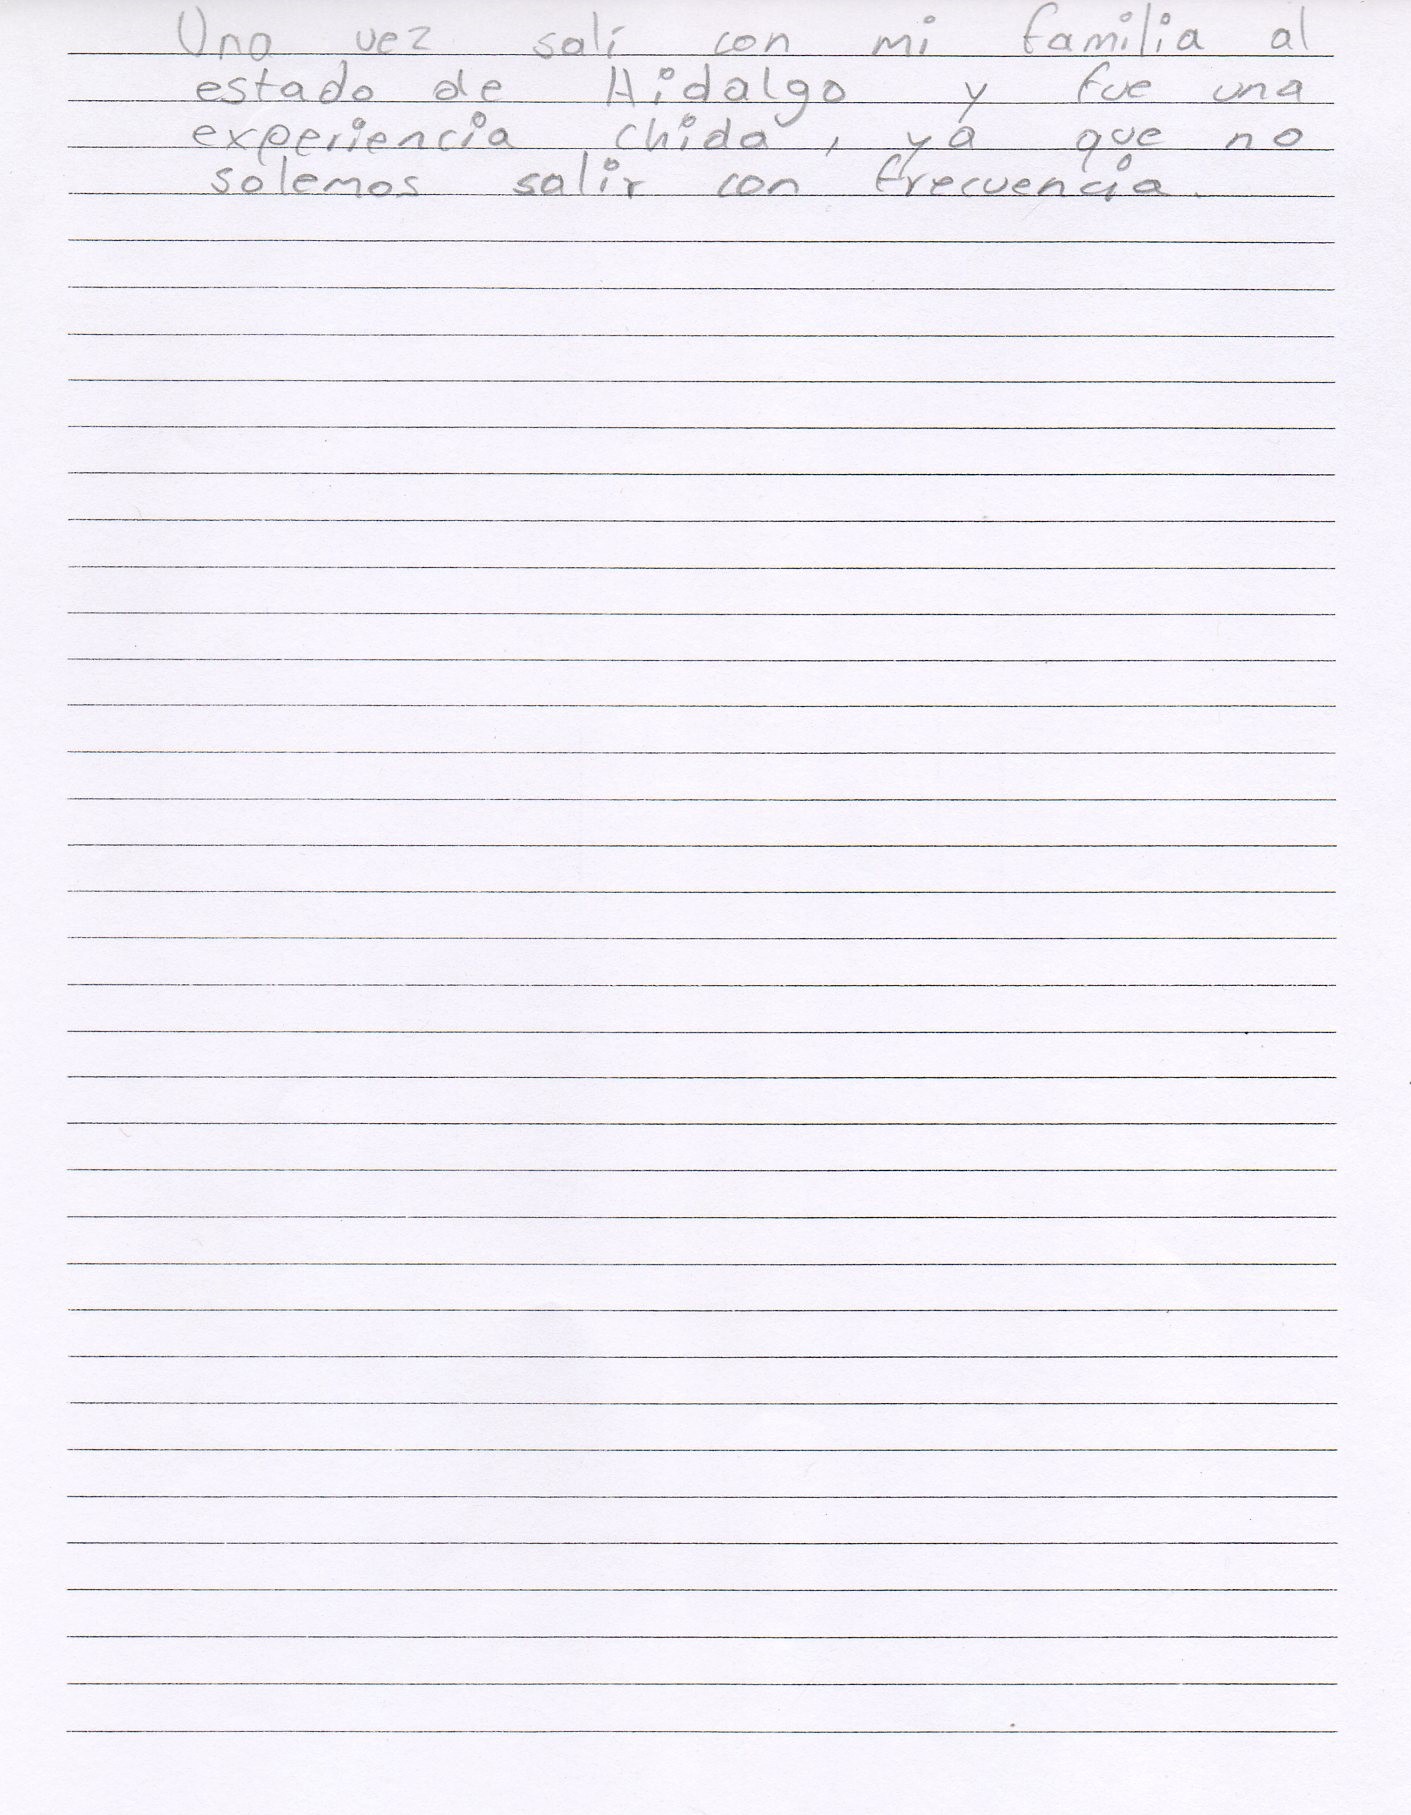 Una vez salí con mi familia al
estado de Hidalgo y fue una
experiencia chida, ya que no
solemos salir con frecuencia.